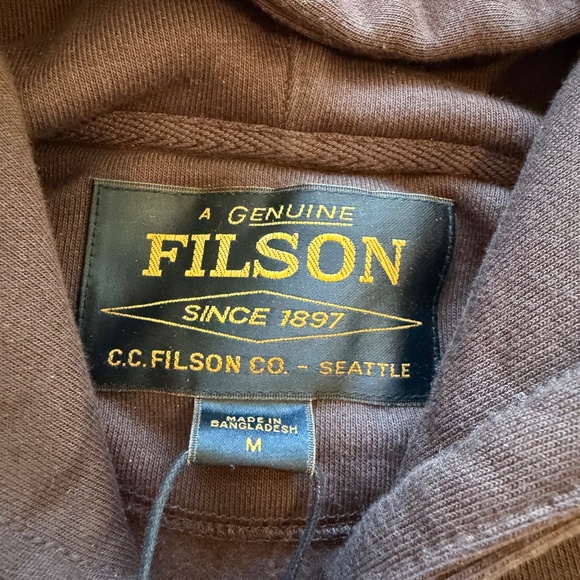 A GENUINE
FILSON
SINCE 1897
C.C. FILSON CO. - SEATTLE
MADE IN
BANGLADESH
M